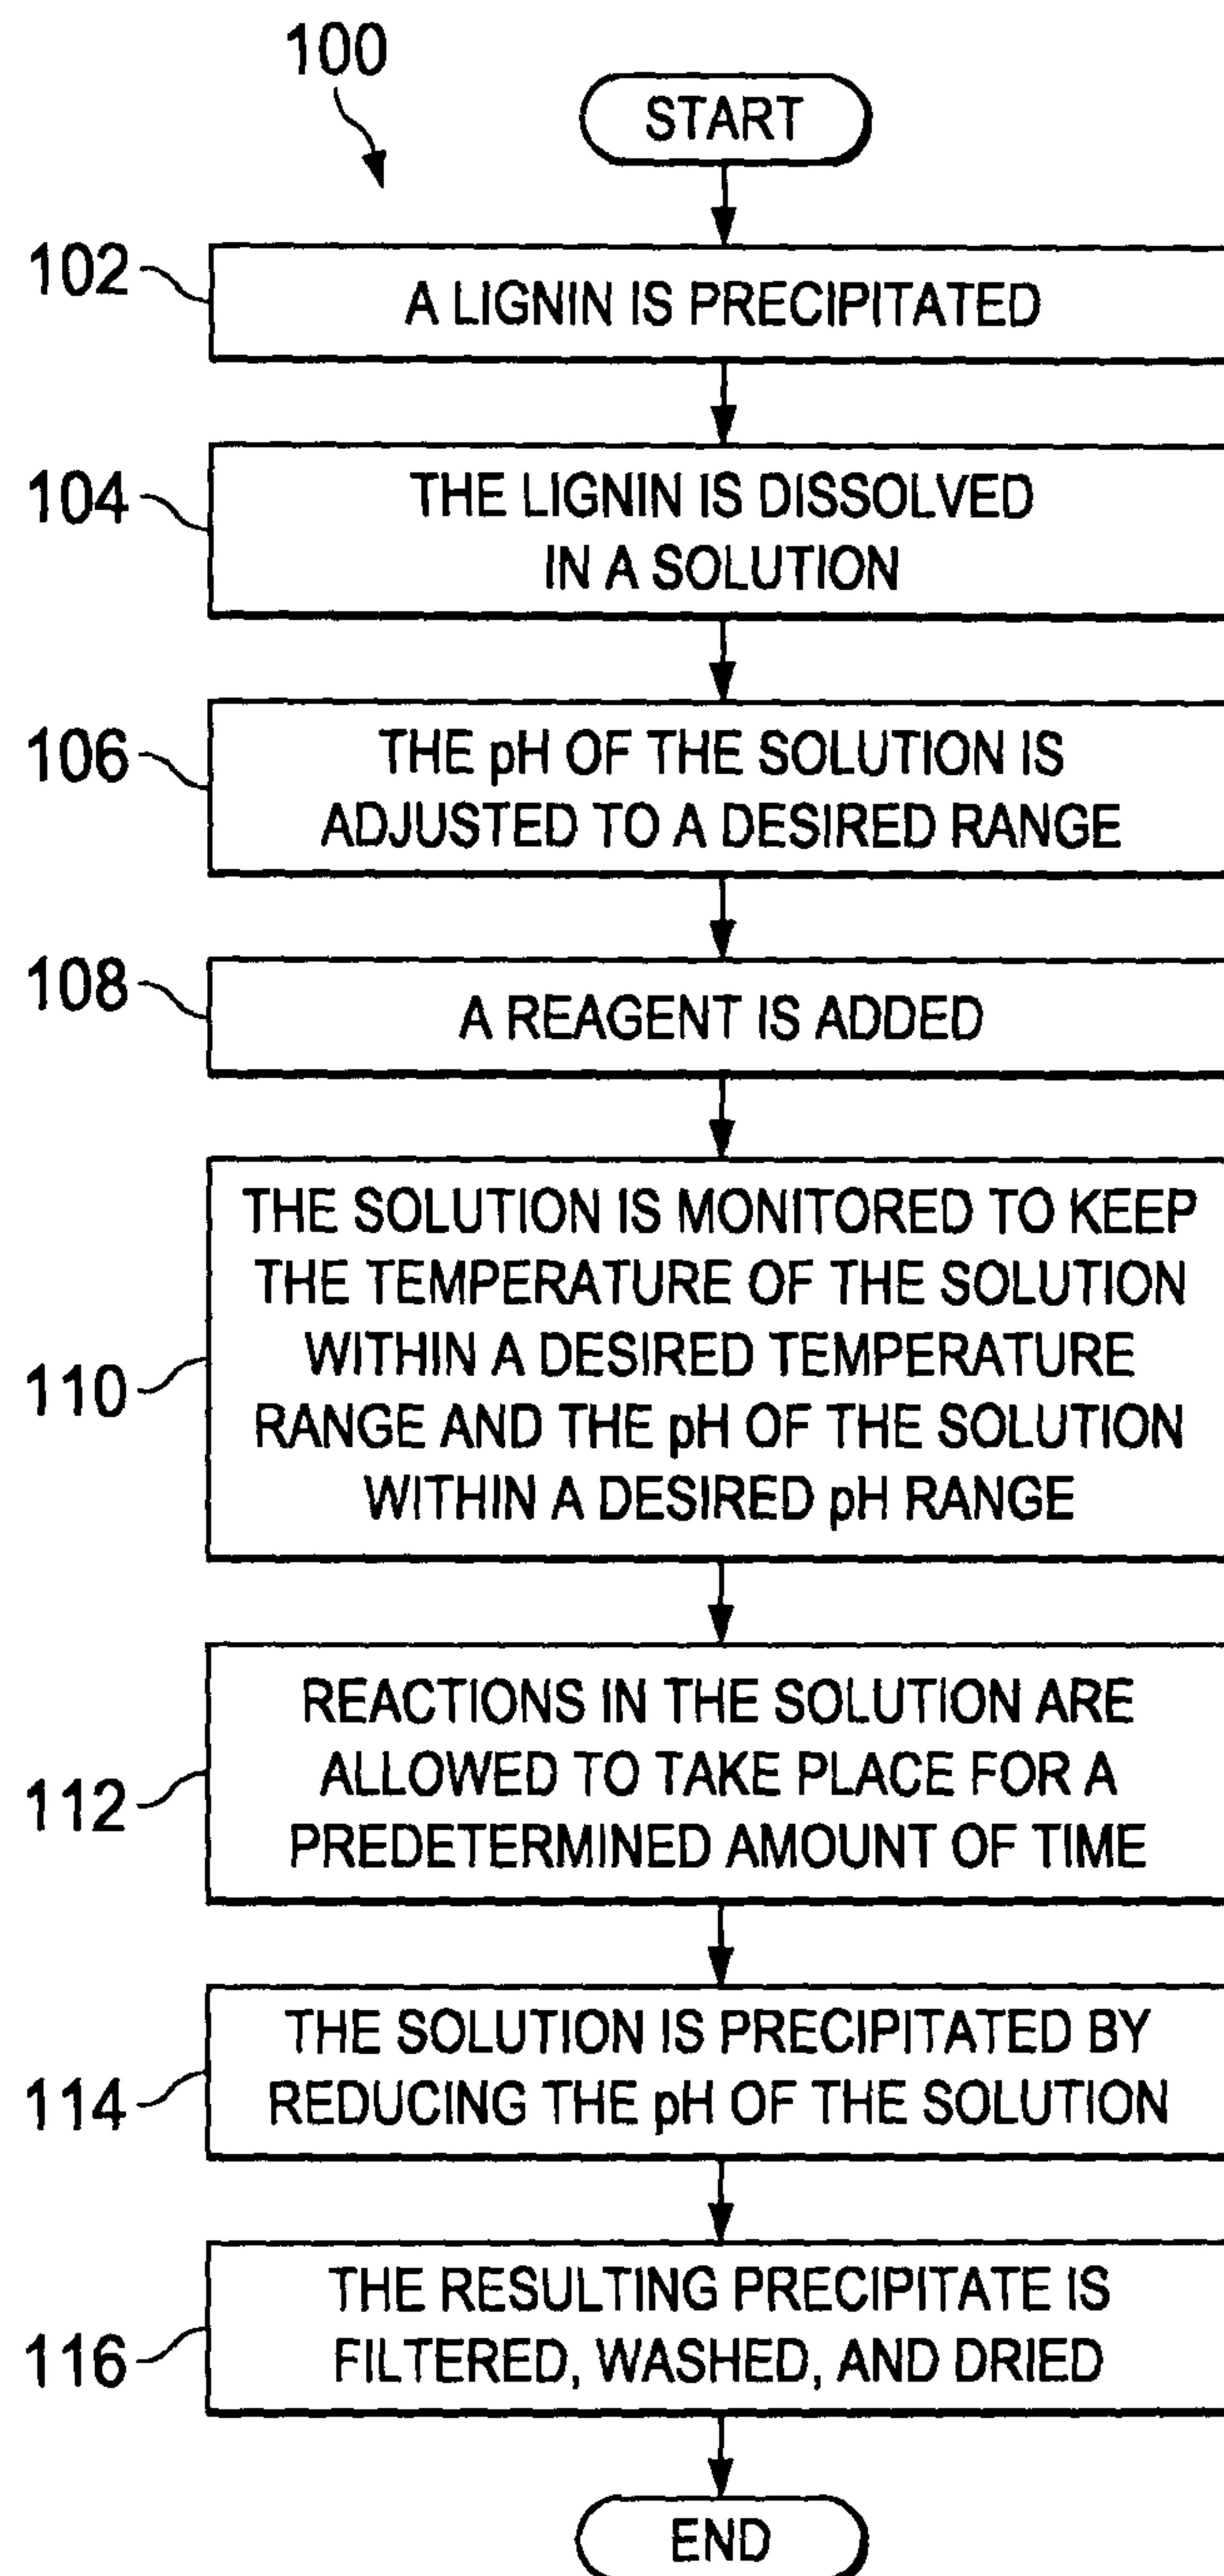 100
START
102
A LIGNIN IS PRECIPITATED
104
THE LIGNIN IS DISSOLVED
IN A SOLUTION
106
THE pH OF THE SOLUTION IS
ADJUSTED TO A DESIRED RANGE
108
A REAGENT IS ADDED
110
THE SOLUTION IS MONITORED TO KEEP
THE TEMPERATURE OF THE SOLUTION
WITHIN A DESIRED TEMPERATURE
RANGE AND THE pH OF THE SOLUTION
WITHIN A DESIRED pH RANGE
112
REACTIONS IN THE SOLUTION ARE
ALLOWED TO TAKE PLACE FOR A
PREDETERMINED AMOUNT OF TIME
114
THE SOLUTION IS PRECIPITATED BY
REDUCING THE pH OF THE SOLUTION
116
THE RESULTING PRECIPITATE IS
FILTERED, WASHED, AND DRIED
END